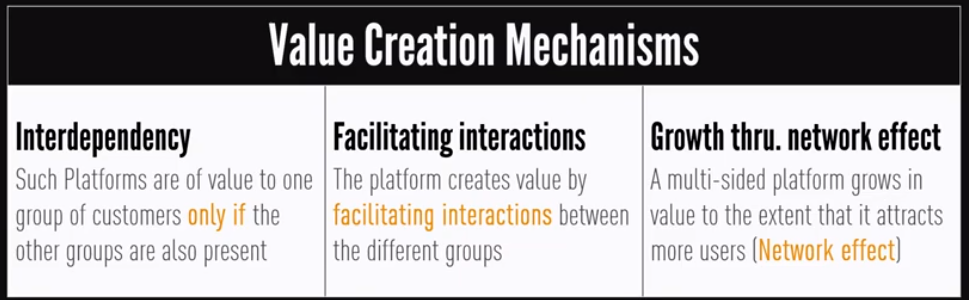 Value Creation Mechanisms
Interdependency
Such Platforms are of value to one
group of customers only if the
other groups are also present
Facilitating interactions
The platform creates value by
facilitating interactions between
the different groups
Growth thru. network effect
A multi-sided platform grows in
value to the extent that it attracts
more users (Network effect)